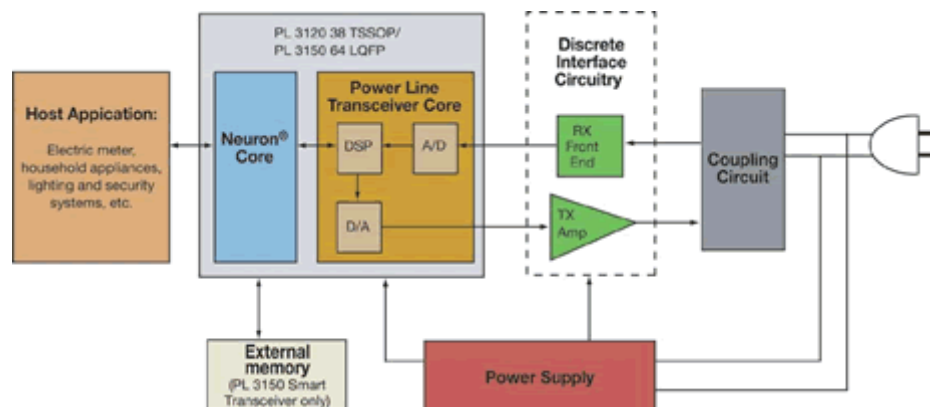 PL 3120 38 TSSOP/
PL 3150 64 LQFP
Host Appication:
Electric meter,
household appliances,
lighting and security
systems, etc.
Neuron®
Core
Power Line
Transceiver Core
DSP
A/D
D/A
Discrete
Interface
Circuitry
RX
Front
End
TX
Amp
Coupling
Circuit
External
memory
(PL 3150 Smart
Transceiver only)
Power Supply